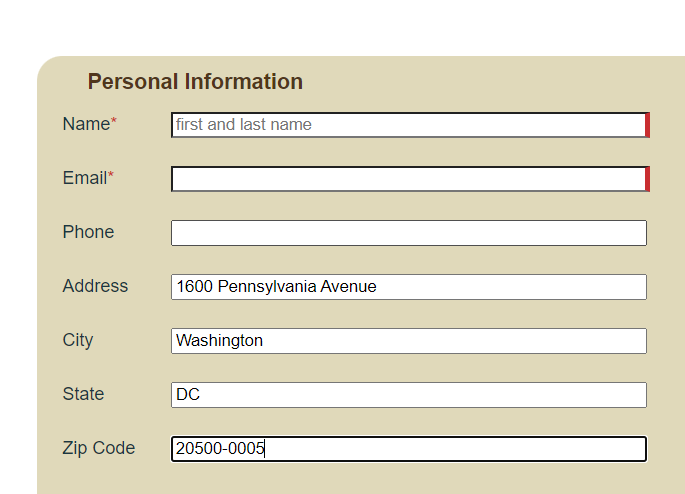 Personal Information
Name* first and last name
Email*
Phone
Address 1600 Pennsylvania Avenue
City Washington
State DC
Zip Code 20500-0005